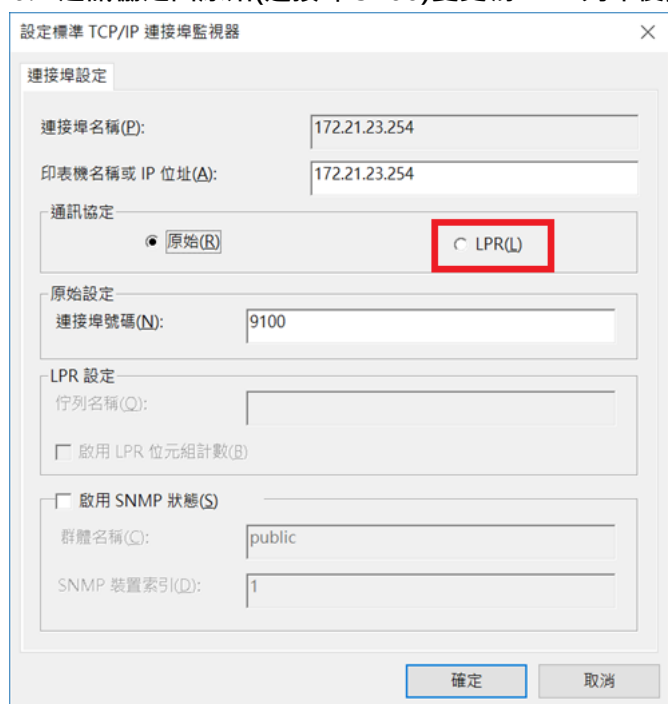 設定標準 TCP/IP 連接埠監視器
連接埠設定
連接埠名稱(P): 172.21.23.254
印表機名稱或 IP 位址(A): 172.21.23.254
通訊協定
原始(R) LPR(L)
原始設定
連接埠號碼(N): 9100
LPR 設定
佇列名稱(Q):
啟用 LPR 位元組計數(B)
啟用 SNMP 狀態(S)
群體名稱(C): public
SNMP 裝置索引(D): 1
確定 取消